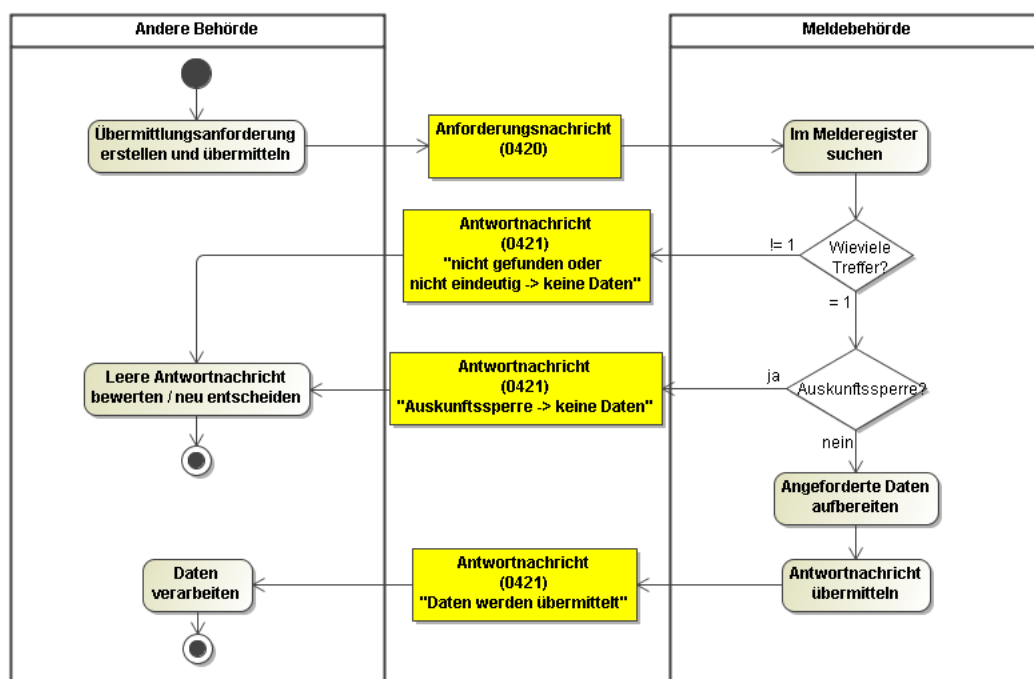 Andere Behörde
Meldebehörde
Übermittlungsanforderung
erstellen und übermitteln
Anforderungsnachricht
(0420)
Im Melderegister
suchen
Antwortnachricht
(0421)
"nicht gefunden oder
nicht eindeutig -> keine Daten"
!= 1
Wieviele
Treffer?
= 1
Leere Antwortnachricht
bewerten / neu entscheiden
Antwortnachricht
(0421)
"Auskunftssperre -> keine Daten"
ja
Auskunftssperre?
nein
Angeforderte Daten
aufbereiten
Daten
verarbeiten
Antwortnachricht
(0421)
"Daten werden übermittelt"
Antwortnachricht
übermitteln